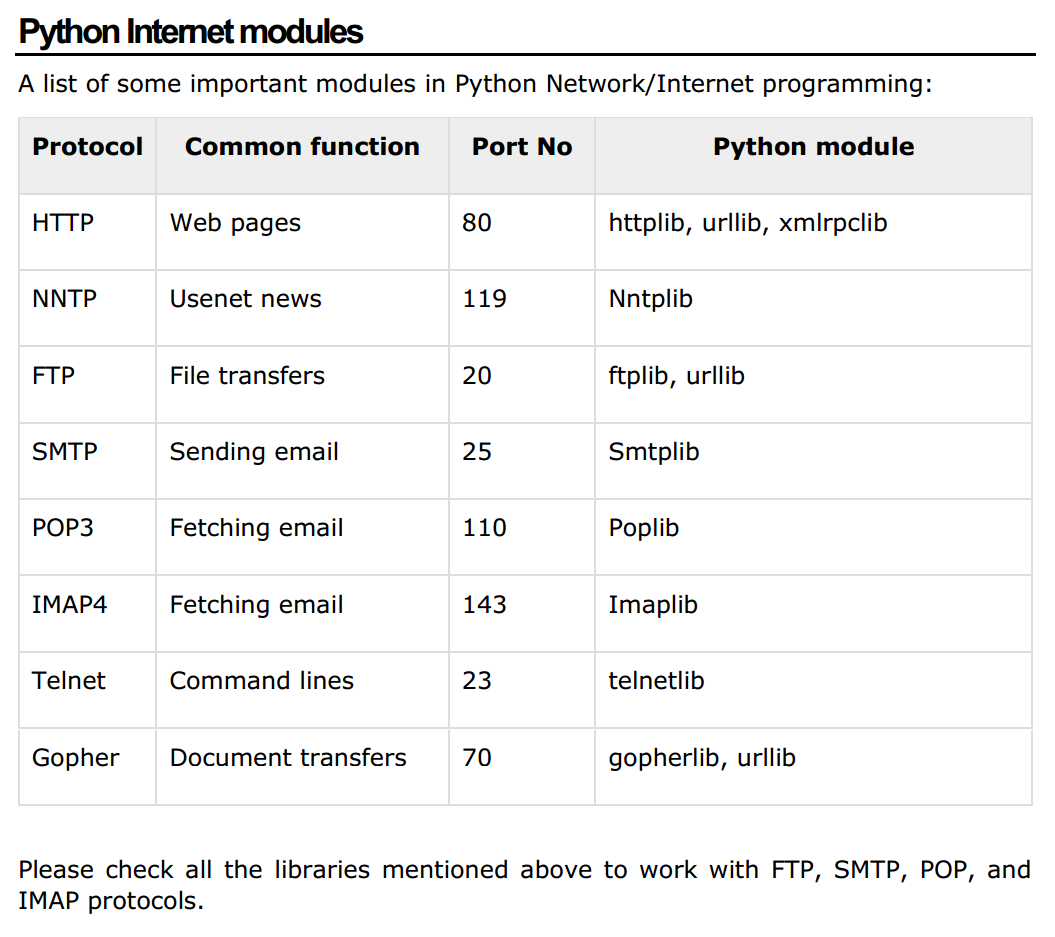 Python Internet modules
A list of some important modules in Python Network/Internet programming:
Protocol Common function Port No Python module
HTTP Web pages 80 httplib, urllib, xmlrpclib
NNTP Usenet news 119 Nntplib
FTP File transfers 20 ftplib, urllib
SMTP Sending email 25 Smtplib
POP3 Fetching email 110 Poplib
IMAP4 Fetching email 143 Imaplib
Telnet Command lines 23 telnetlib
Gopher Document transfers 70 gopherlib, urllib
Please check all the libraries mentioned above to work with FTP, SMTP, POP, and
IMAP protocols.